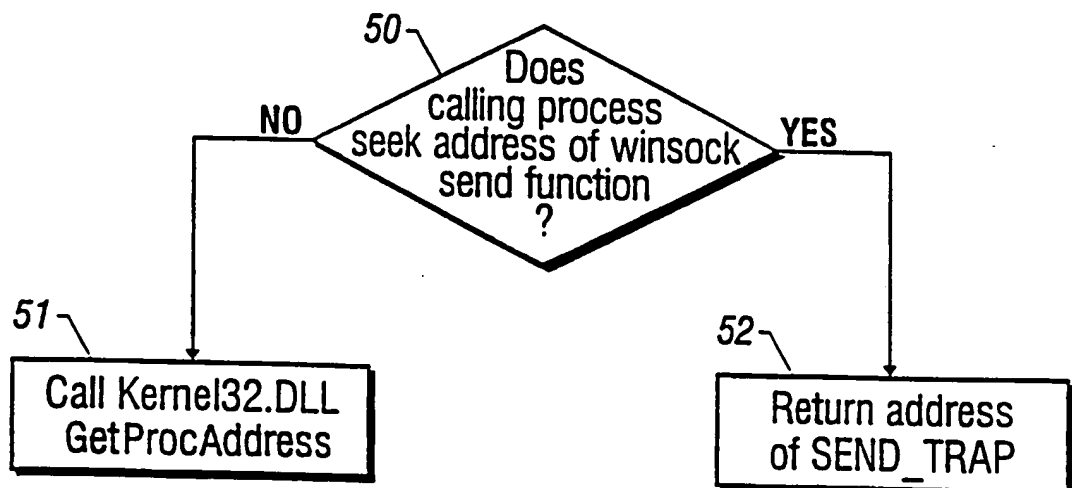 50
Does
calling process
seek address of winsock
send function
?
NO
YES
51
Call Kernel32.DLL
GetProcAddress
52
Return address
of SEND_TRAP